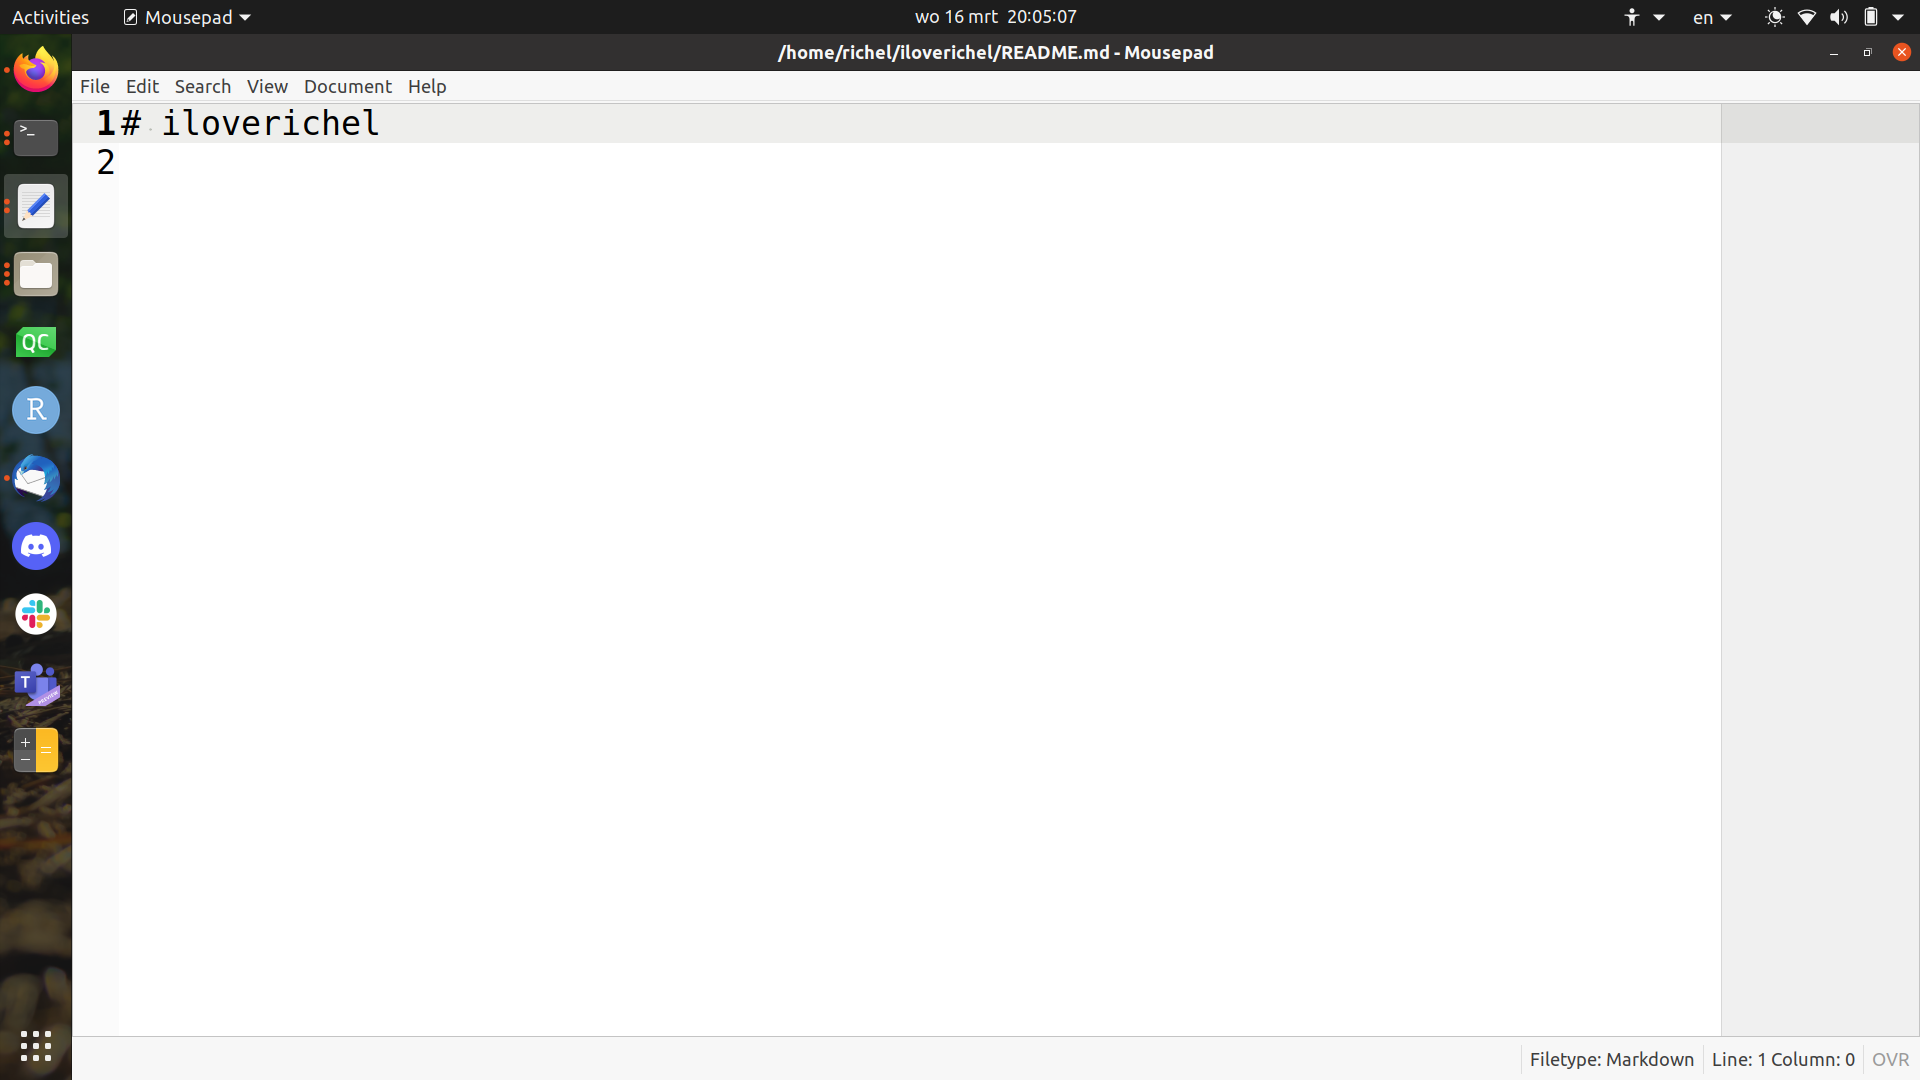 Activities Mousepad wo 16 mrt 20:05:07 en
/home/richel/iloverichel/README.md - Mousepad
File Edit Search View Document Help
1 # iloverichel
2
>_
QC
R
T
PREVIEW
+ =
−
Filetype: Markdown Line: 1 Column: 0 OVR